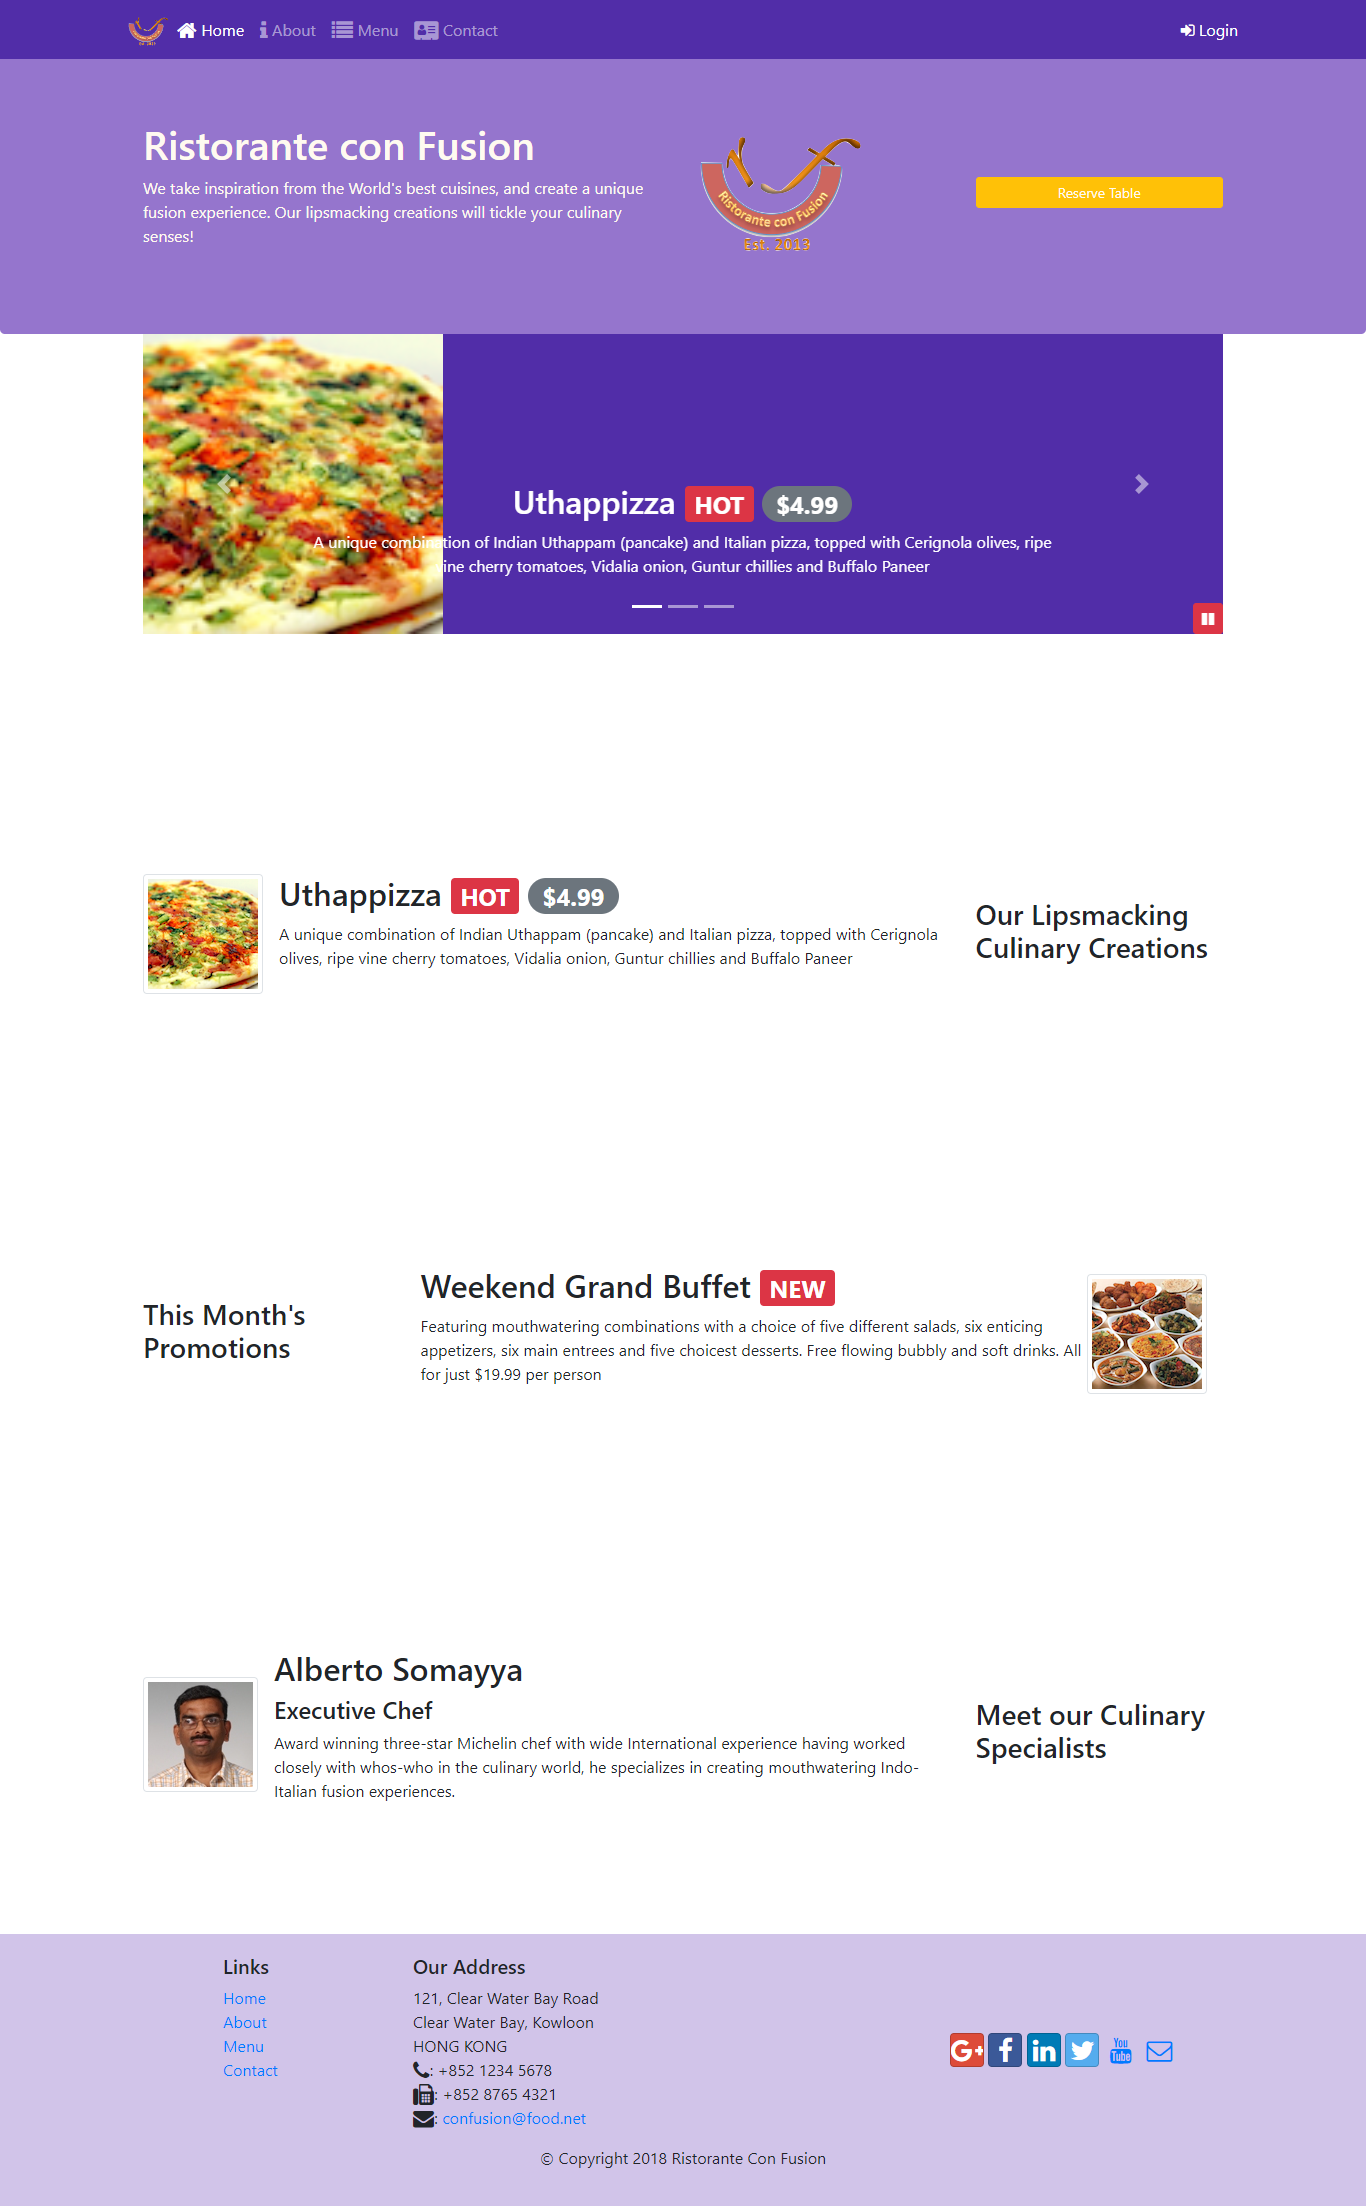 Home About Menu Contact Login
Ristorante con Fusion
We take inspiration from the World's best cuisines, and create a unique
fusion experience. Our lipsmacking creations will tickle your culinary
senses!
Ristorante con Fusion
Est. 2013
Reserve Table
Uthappizza HOT $4.99
A unique combination of Indian Uthappam (pancake) and Italian pizza, topped with Cerignola olives, ripe
vine cherry tomatoes, Vidalia onion, Guntur chillies and Buffalo Paneer
Uthappizza HOT $4.99
A unique combination of Indian Uthappam (pancake) and Italian pizza, topped with Cerignola
olives, ripe vine cherry tomatoes, Vidalia onion, Guntur chillies and Buffalo Paneer
Our Lipsmacking
Culinary Creations
This Month's
Promotions
Weekend Grand Buffet NEW
Featuring mouthwatering combinations with a choice of five different salads, six enticing
appetizers, six main entrees and five choicest desserts. Free flowing bubbly and soft drinks. All
for just $19.99 per person
Alberto Somayya
Executive Chef
Award winning three-star Michelin chef with wide International experience having worked
closely with whos-who in the culinary world, he specializes in creating mouthwatering Indo-
Italian fusion experiences.
Meet our Culinary
Specialists
Links
Home
About
Menu
Contact
Our Address
121, Clear Water Bay Road
Clear Water Bay, Kowloon
HONG KONG
: +852 1234 5678
: +852 8765 4321
: confusion@food.net
G+ f in You Tube
© Copyright 2018 Ristorante Con Fusion